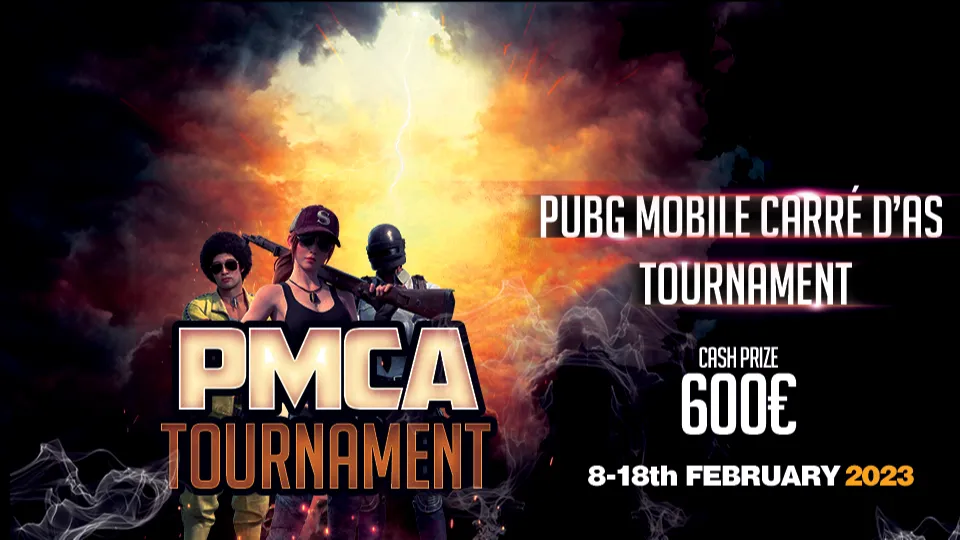 S
PMCA
TOURNAMENT
PUBG MOBILE CARRÉ D'AS
TOURNAMENT
CASH PRIZE
600€
8-18th FEBRUARY 2023